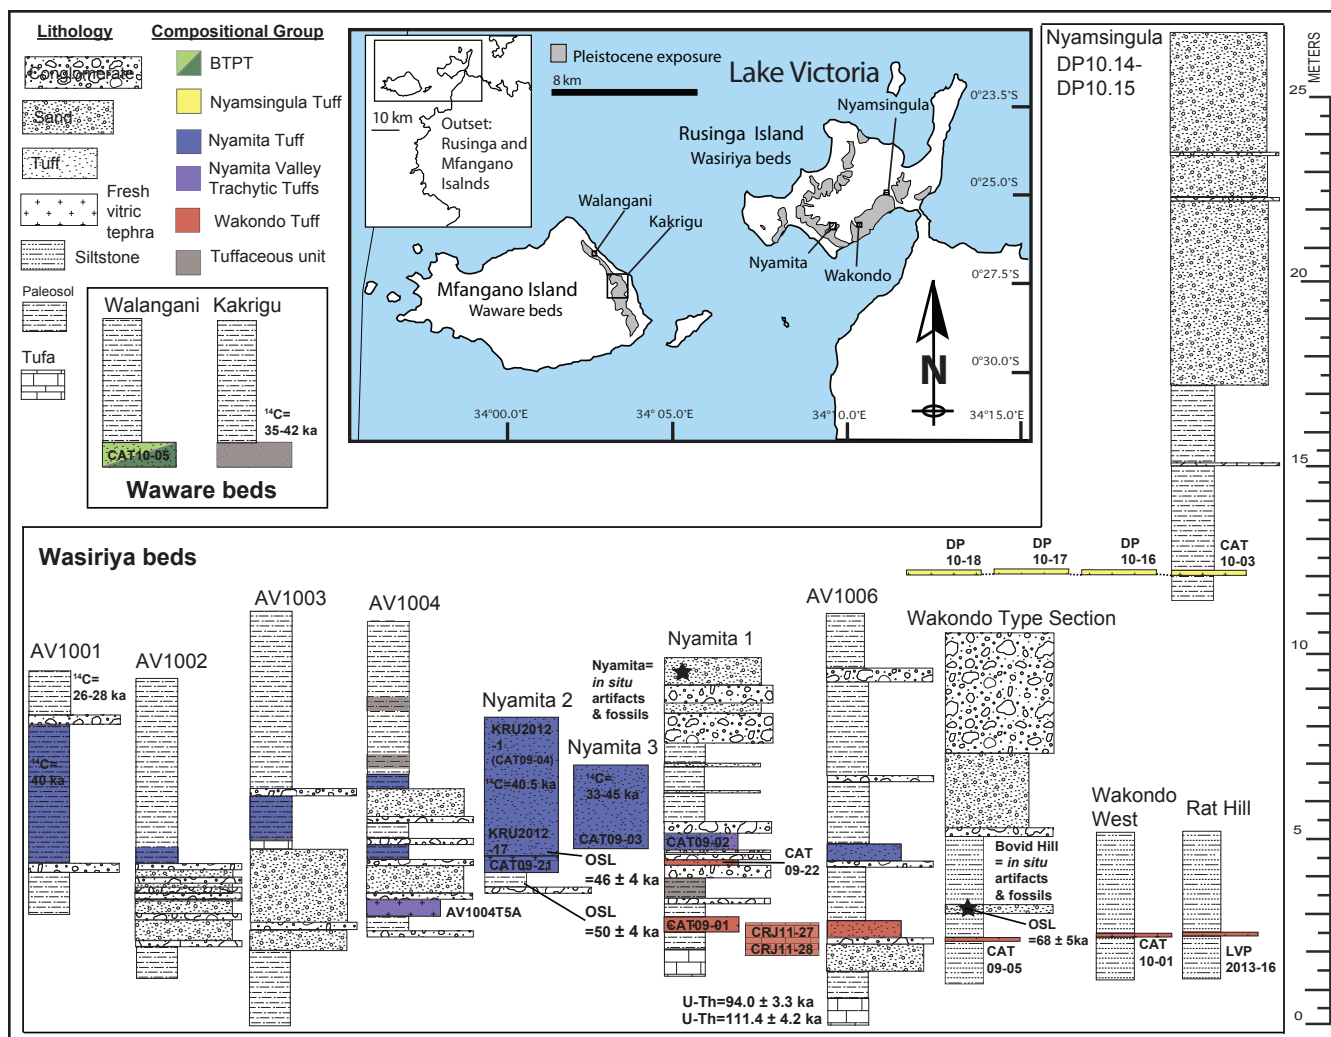 Lithology
Conglomerate
Sand
Tuff
Fresh
vitric
tephra
Siltstone
Paleosol
Tufa
Compositional Group
BTPT
Nyamsingula Tuff
Nyamita Tuff
Nyamita Valley
Trachytic Tuffs
Wakondo Tuff
Tuffaceous unit
Walangani
Kakrigu
14C=
35-42 ka
CAT10-05
Waware beds
10 km
Outset:
Rusinga and
Mfangano
Isalnds
Pleistocene exposure
8 km
Lake Victoria
Nyamsingula
Rusinga Island
Wasiriya beds
Walangani
Kakrigu
Nyamita
Wakondo
Mfangano Island
Waware beds
N
0°23.5'S
0°25.0'S
0°27.5'S
0°30.0'S
34°00.0'E
34° 05.0'E
34°10.0'E
34°15.0'E
Nyamsingula
DP10.14-
DP10.15
METERS
25
20
15
10
5
0
DP
10-18
DP
10-17
DP
10-16
CAT
10-03
Wasiriya beds
AV1001
14C=
26-28 ka
14C=
40 ka
AV1002
AV1003
AV1004
AV1004T5A
Nyamita 2
KRU2012
-1
(CAT09-04)
14C=40.5 ka
KRU2012
-17
CAT09-21
OSL
=46 ± 4 ka
OSL
=50 ± 4 ka
Nyamita 3
14C=
33-45 ka
CAT09-03
Nyamita 1
Nyamita=
in situ
artifacts
& fossils
CAT09-02
CAT
09-22
CAT09-01
CRJ11-27
CRJ11-28
AV1006
U-Th=94.0 ± 3.3 ka
U-Th=111.4 ± 4.2 ka
Wakondo Type Section
Bovid Hill
= in situ
artifacts
& fossils
OSL
=68 ± 5ka
CAT
09-05
Wakondo
West
CAT
10-01
Rat Hill
LVP
2013-16